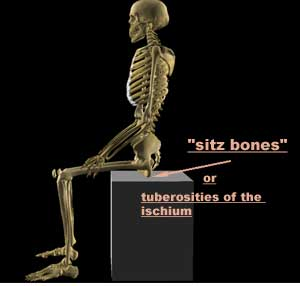 "sitz bones"
or
tuberosities of the
ischium